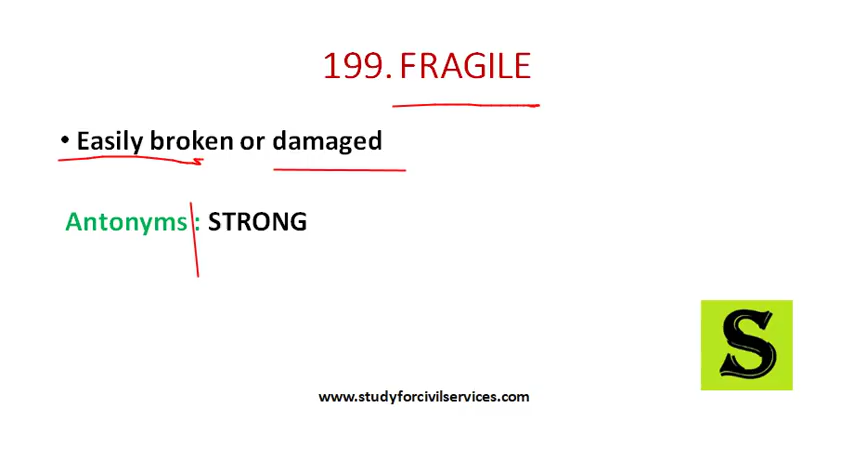 199. FRAGILE
• Easily broken or damaged
Antonyms : STRONG
S
www.studyforcivilservices.com